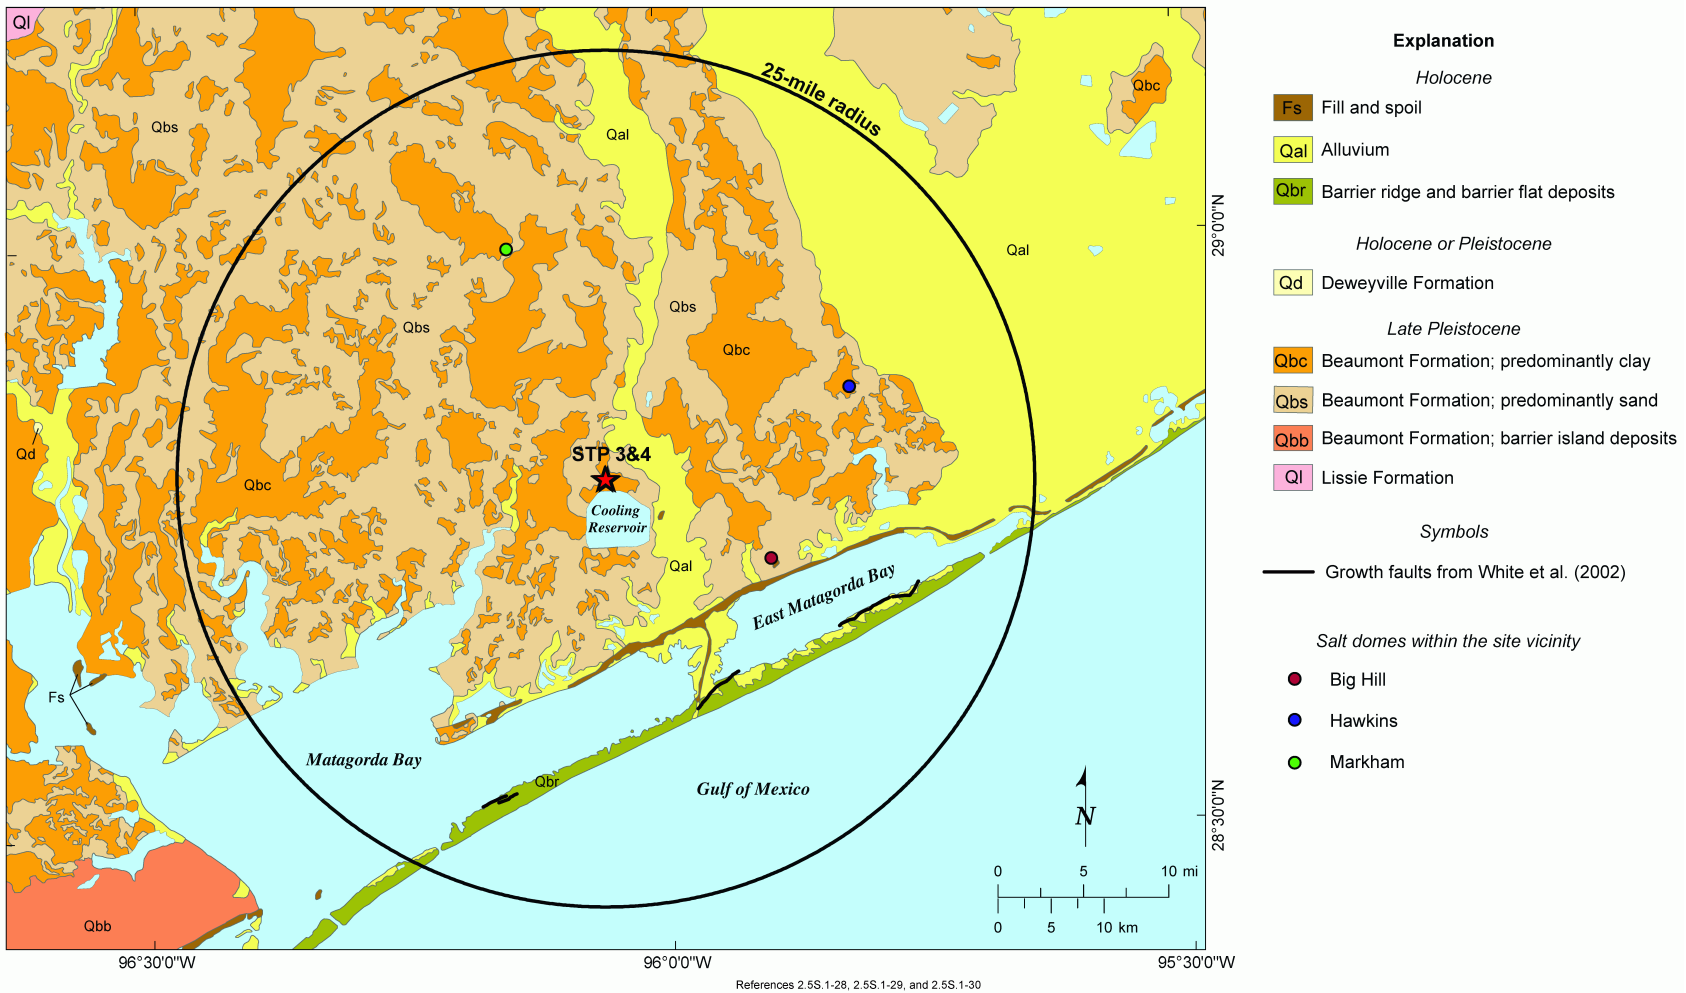 Ql
25-mile radius
Qbs
Qal
Qbc
Qal
Qbs
Qbs
Qbc
29°0'0"N
Qd
Qbc
STP 3&4
Cooling
Reservoir
Qal
East Matagorda Bay
Fs
Matagorda Bay
Qbr
Gulf of Mexico
N
28°30'0"N
0 5 10 mi
0 5 10 km
Qbb
96°30'0"W 96°0'0"W 95°30'0"W
References 2.5S.1-28, 2.5S.1-29, and 2.5S.1-30
Explanation
Holocene
Fs Fill and spoil
Qal Alluvium
Qbr Barrier ridge and barrier flat deposits
Holocene or Pleistocene
Qd Deweyville Formation
Late Pleistocene
Qbc Beaumont Formation; predominantly clay
Qbs Beaumont Formation; predominantly sand
Qbb Beaumont Formation; barrier island deposits
Ql Lissie Formation
Symbols
Growth faults from White et al. (2002)
Salt domes within the site vicinity
Big Hill
Hawkins
Markham